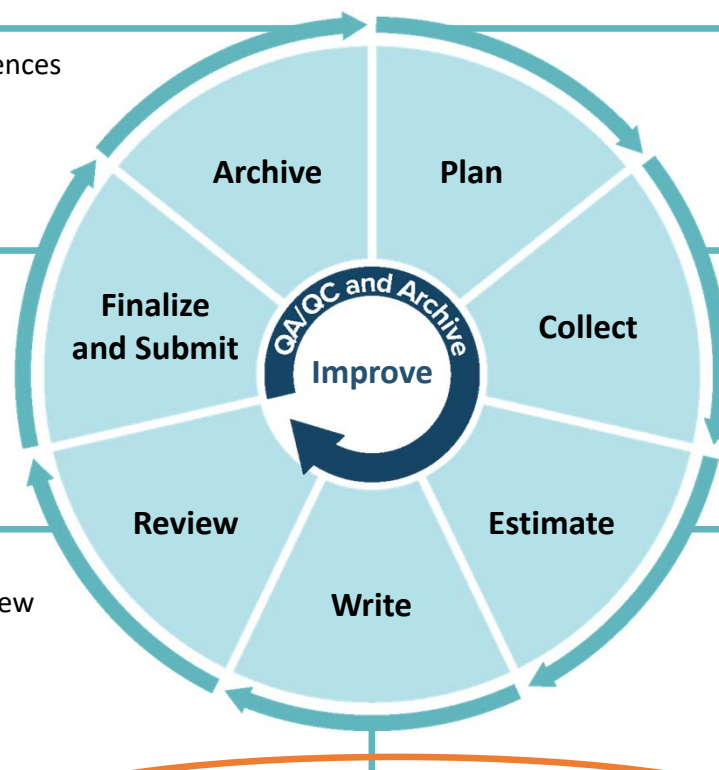 ences
Archive
Plan
Finalize
and Submit
QA/QC and Archive
Improve
Collect
Review
Estimate
ew
Write